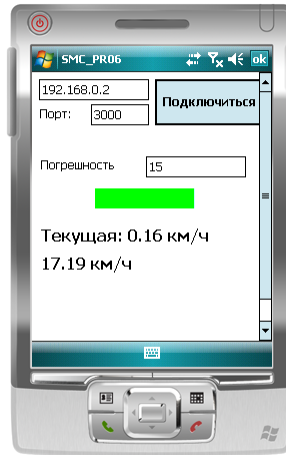 SMC_PR06
ok
192.168.0.2
Подключиться
Порт:
3000
Погрешность
15
Текущая: 0.16 км/ч
17.19 км/ч